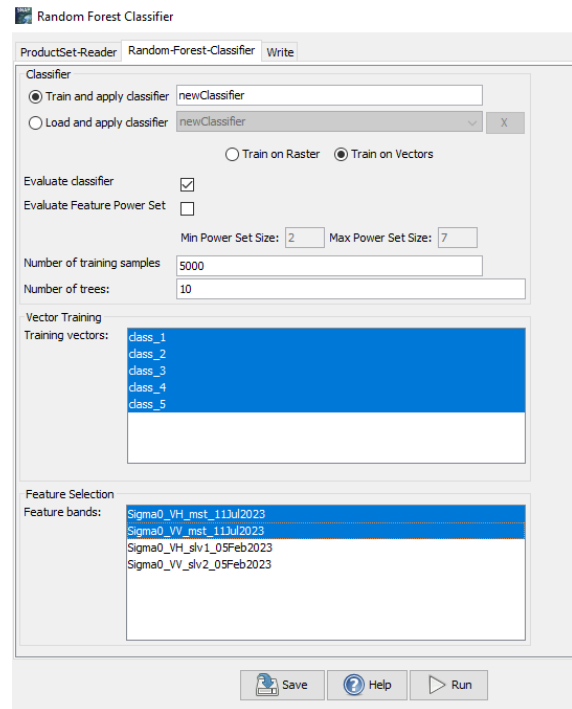 Random Forest Classifier
ProductSet-Reader Random-Forest-Classifier Write
Classifier
Train and apply classifier newClassifier
Load and apply classifier newClassifier X
Train on Raster Train on Vectors
Evaluate classifier
Evaluate Feature Power Set
Min Power Set Size: 2 Max Power Set Size: 7
Number of training samples 5000
Number of trees: 10
Vector Training
Training vectors: class_1
class_2
class_3
class_4
class_5
Feature Selection
Feature bands: Sigma0_VH_mst_11Jul2023
Sigma0_VV_mst_11Jul2023
Sigma0_VH_slv1_05Feb2023
Sigma0_VV_slv2_05Feb2023
Save Help Run